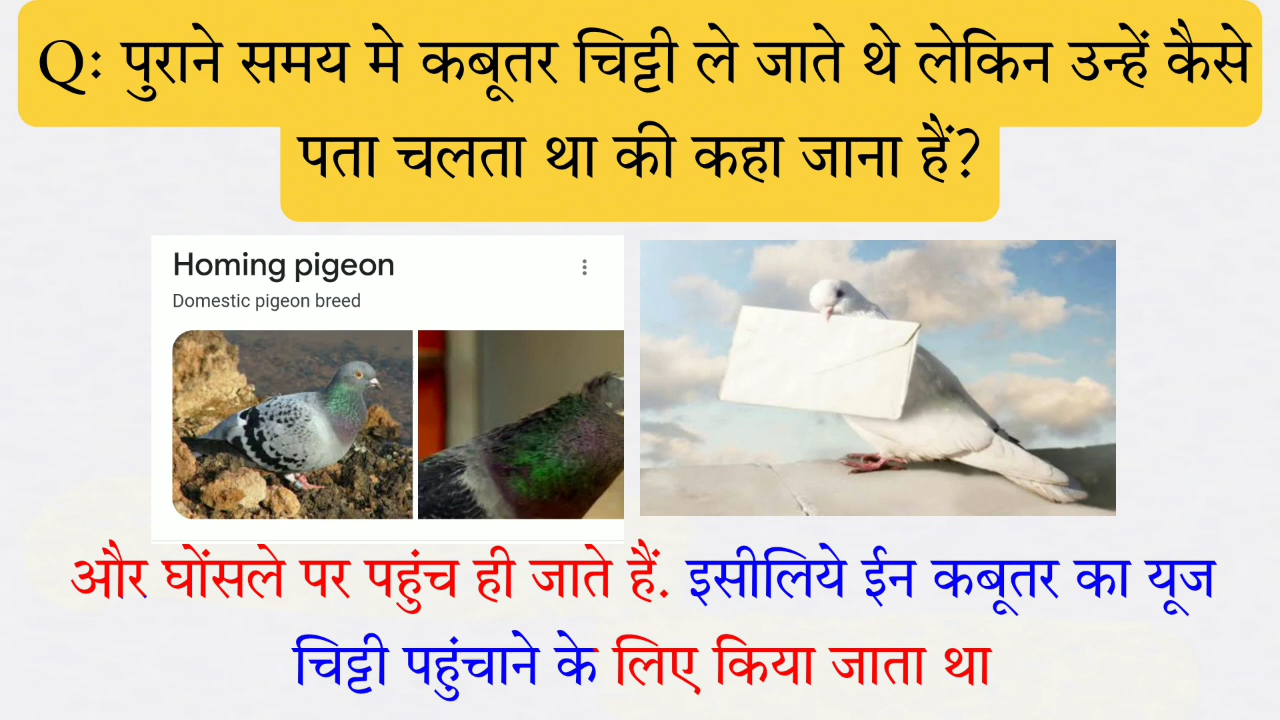 Q: पुराने समय मे कबूतर चिट्टी ले जाते थे लेकिन उन्हें कैसे
पता चलता था की कहा जाना हैं?
Homing pigeon
Domestic pigeon breed
और घोंसले पर पहुंच ही जाते हैं. इसीलिये ईन कबूतर का यूज
चिट्टी पहुंचाने के लिए किया जाता था